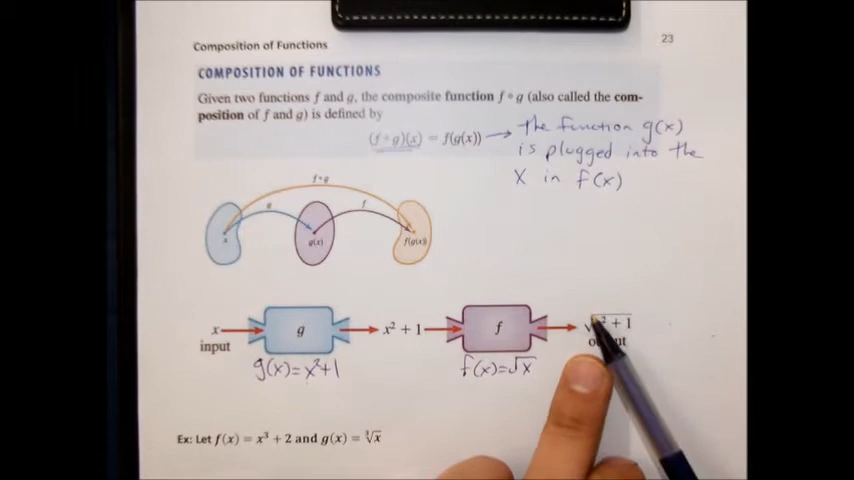 Composition of Functions
23
COMPOSITION OF FUNCTIONS
Given two functions f and g, the composite function f ∘ g (also called the com-
position of f and g) is defined by
(f ∘ g)(x) = f(g(x)) → the function g(x)
is plugged into the
x in f(x)
f∘g
g
f
x
g(x)
f(g(x))
x
input
g
x² + 1
f
g(x) = x²+1
f(x)=√x
Ex: Let f(x) = x³ + 2 and g(x) = ∛x